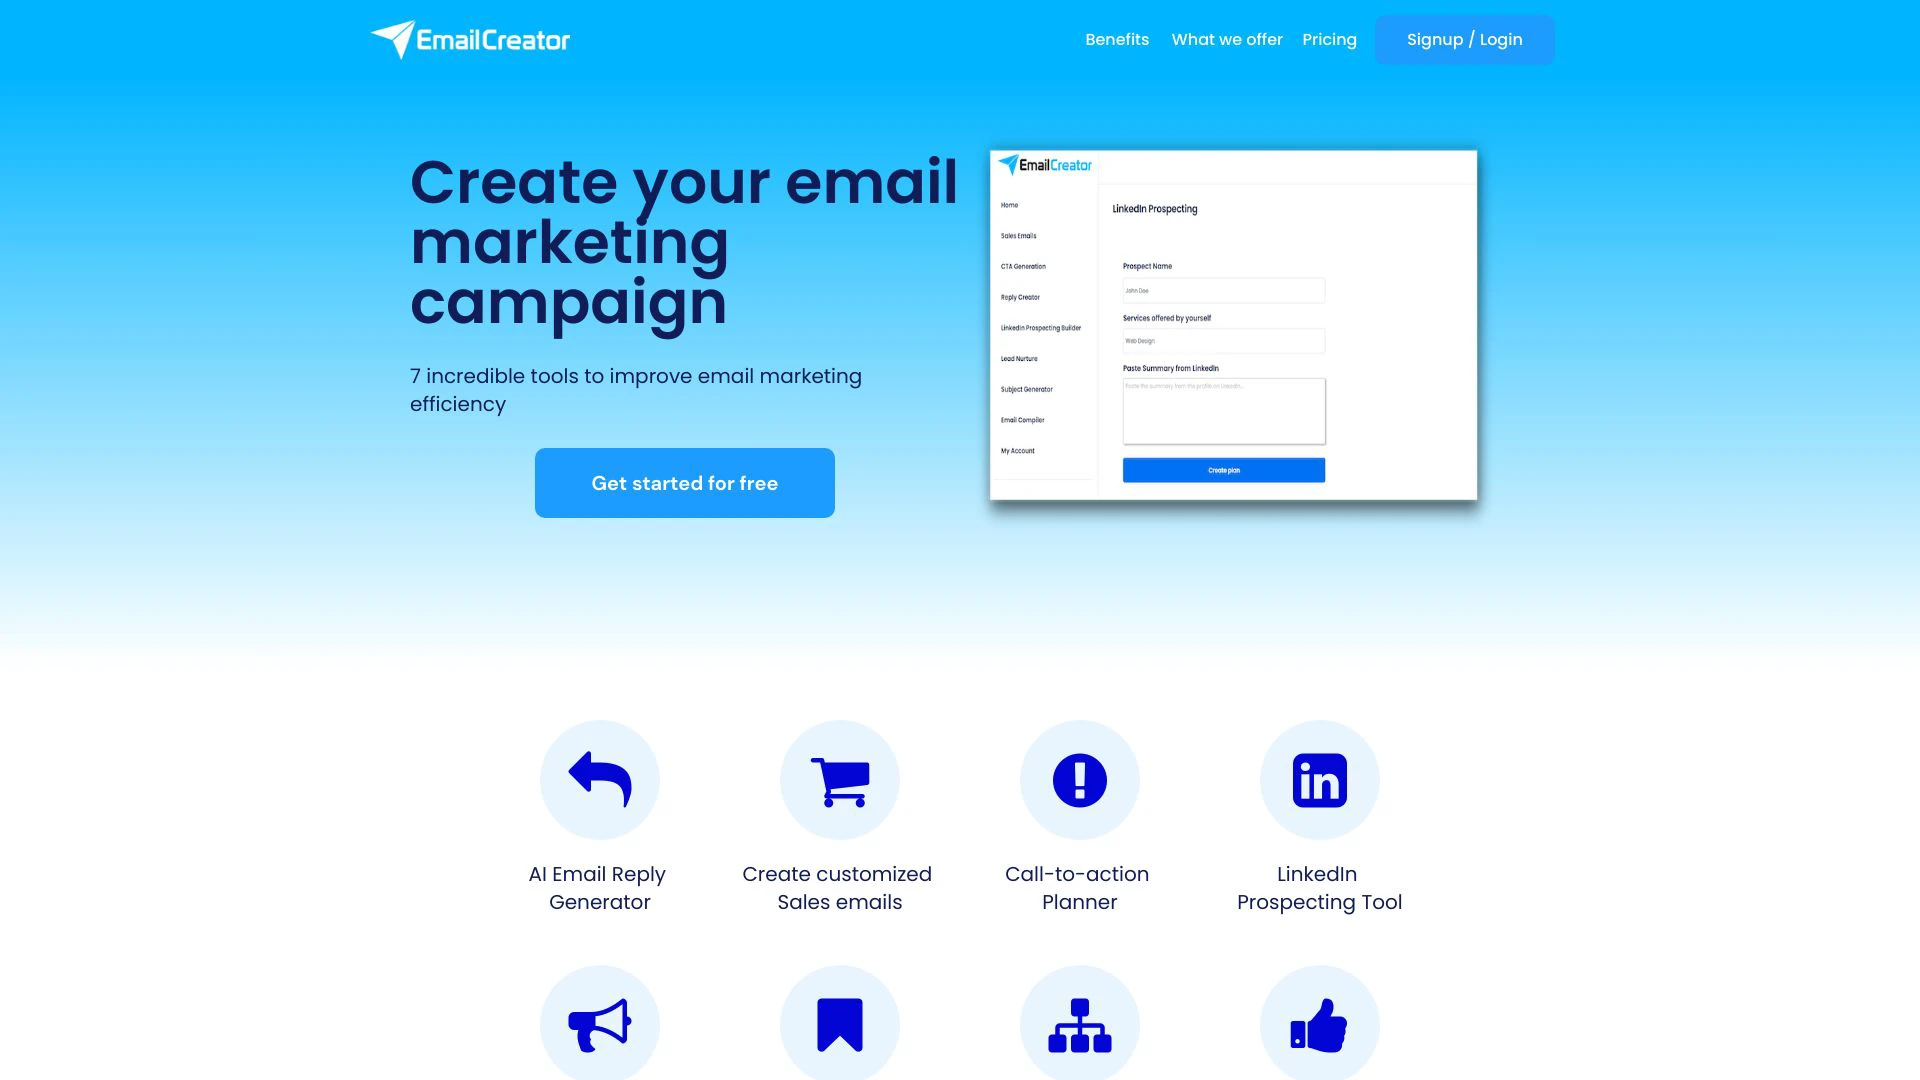 EmailCreator
Benefits
What we offer
Pricing
Signup / Login
Create your email
marketing
campaign
7 incredible tools to improve email marketing
efficiency
Get started for free
EmailCreator
Home
Sales Emails
CTA Generation
Reply Creator
LinkedIn Prospecting Builder
Lead Nurture
Subject Generator
Email Compiler
My Account
LinkedIn Prospecting
Prospect Name
John Doe
Services offered by yourself
Web Design
Paste Summary from LinkedIn
Paste the summary from the profile on LinkedIn...
Create plan
AI Email Reply
Generator
Create customized
Sales emails
Call-to-action
Planner
LinkedIn
Prospecting Tool